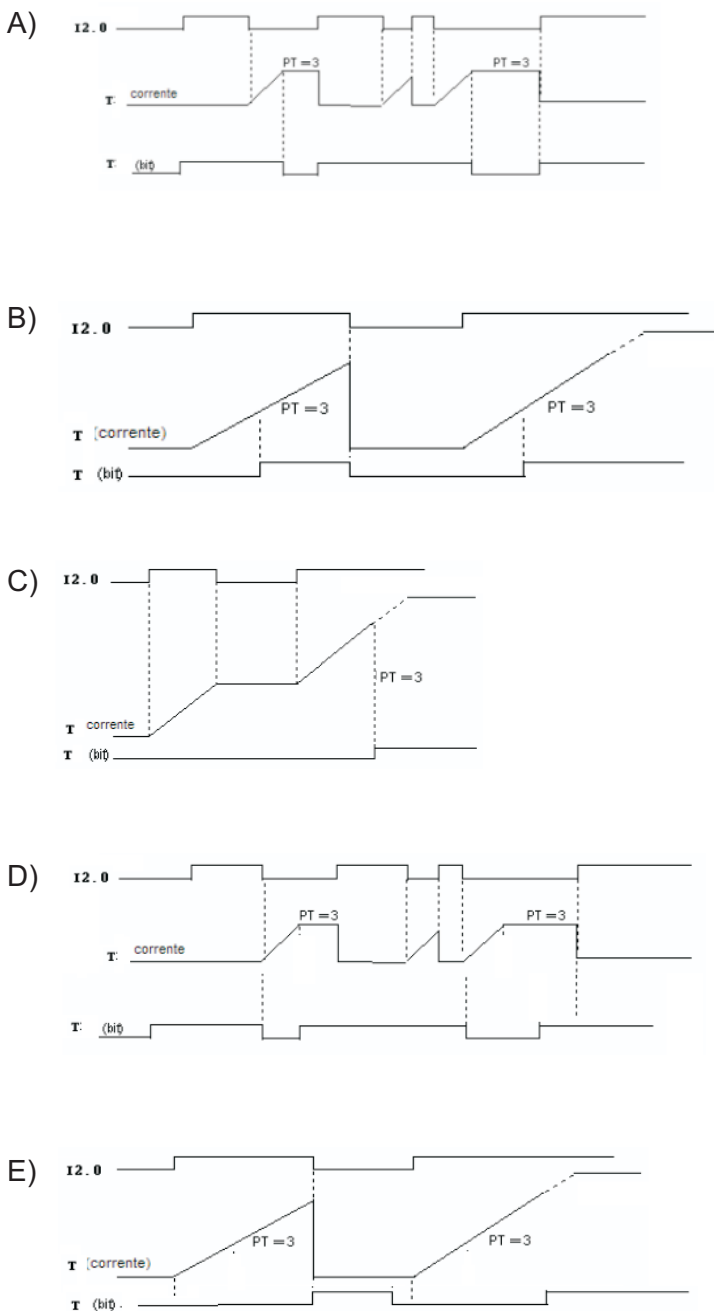 A)
I2.0
PT = 3
PT = 3
T: corrente
T: (bit)
B)
I2.0
PT = 3
PT = 3
T (corrente)
T (bit)
C)
I2.0
PT = 3
T corrente
T (bit)
D)
I2.0
PT = 3
PT = 3
T: corrente
T: (bit)
E)
I2.0
PT = 3
PT = 3
T (corrente)
T (bit) .